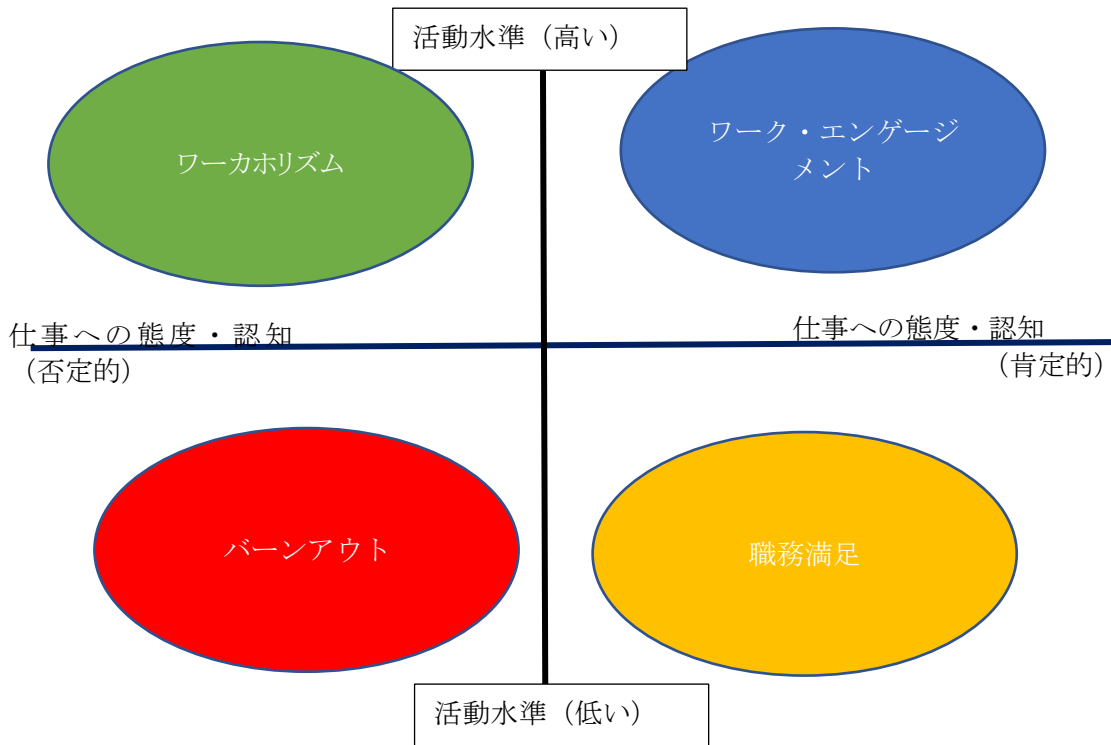 活動水準（高い）
ワーカホリズム
ワーク・エンゲージ
メント
仕事への態度・認知
（否定的）
仕事への態度・認知
（肯定的）
バーンアウト
職務満足
活動水準（低い）